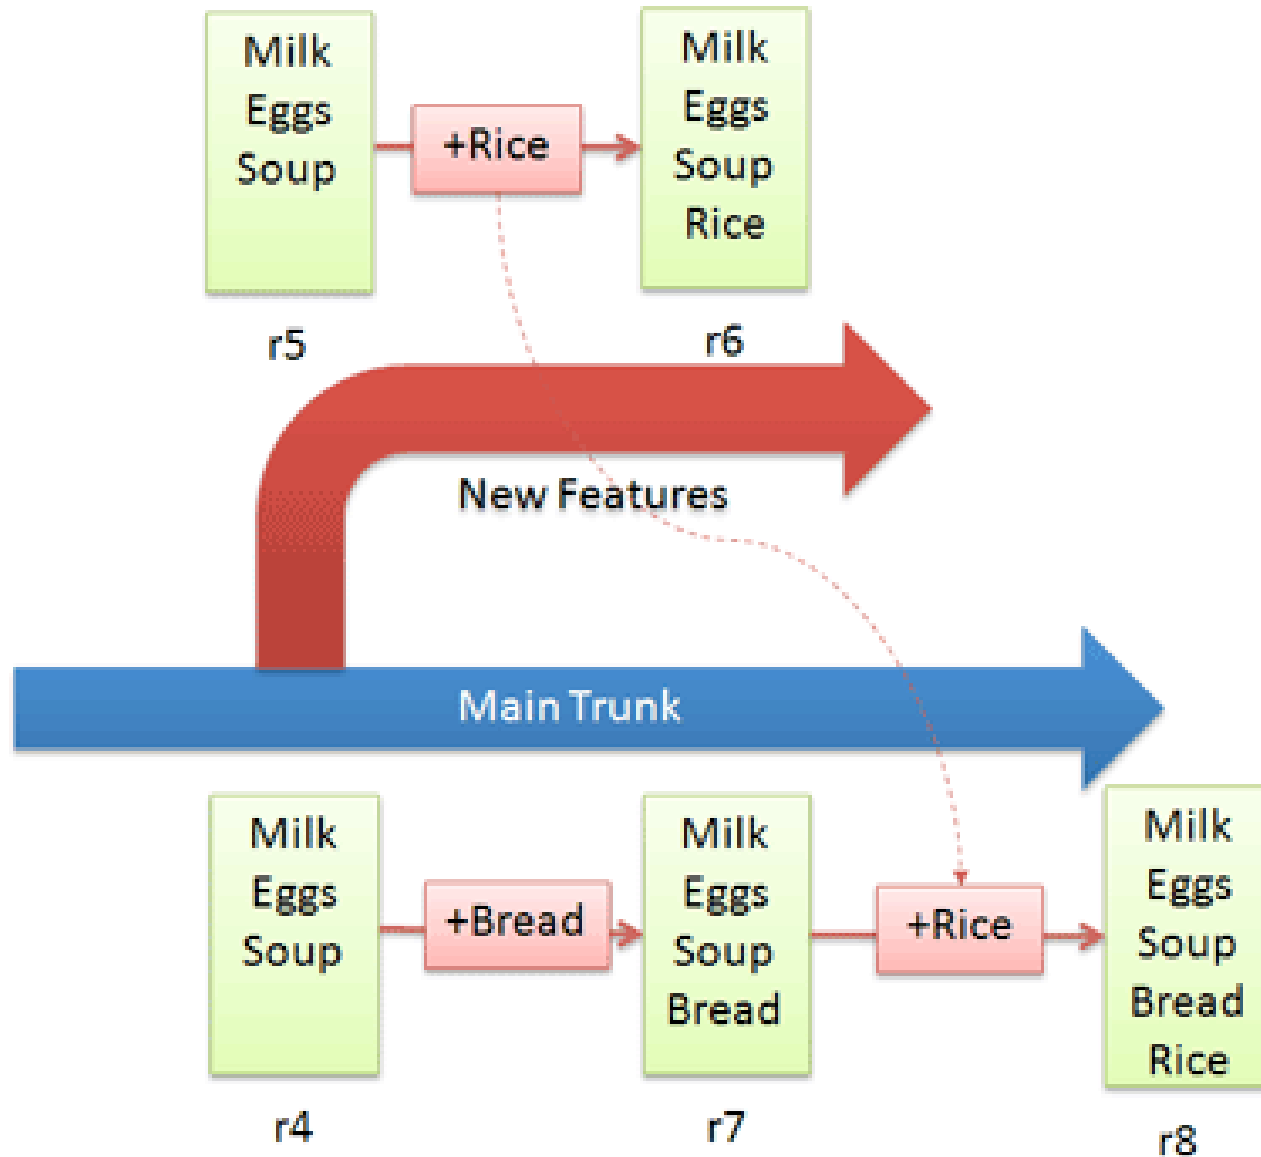 Milk
Eggs
Soup
+Rice
Milk
Eggs
Soup
Rice
r5
r6
New Features
Main Trunk
Milk
Eggs
Soup
+Bread
Milk
Eggs
Soup
Bread
+Rice
Milk
Eggs
Soup
Bread
Rice
r4
r7
r8